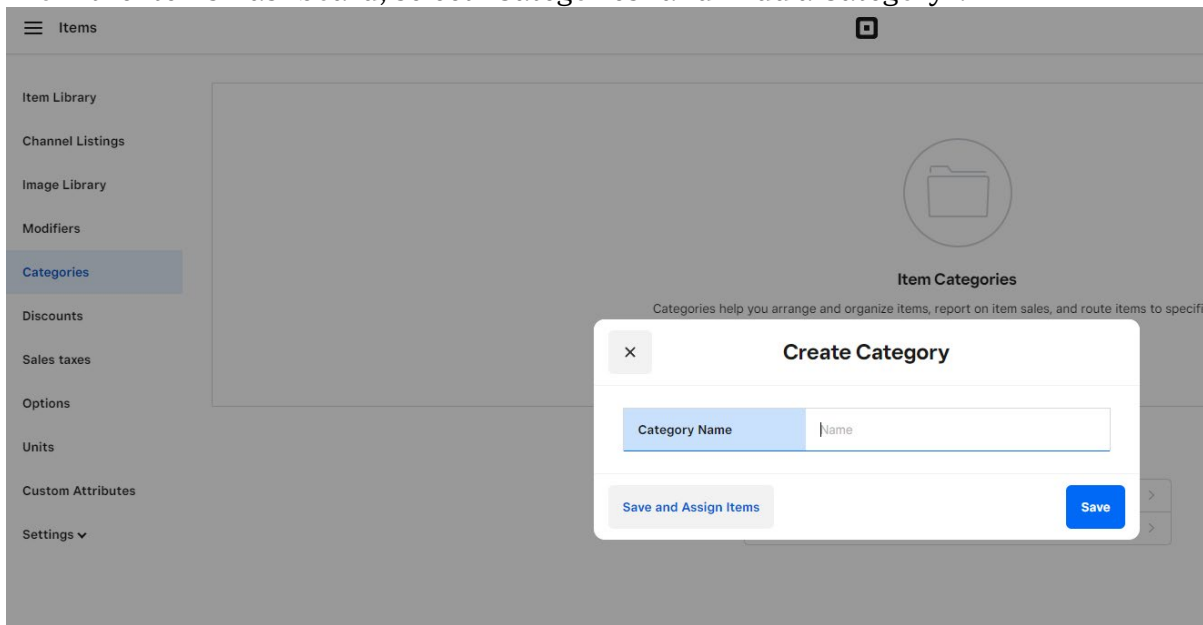 Items
Item Library
Channel Listings
Image Library
Modifiers
Categories
Discounts
Sales taxes
Options
Units
Custom Attributes
Settings
Item Categories
Categories help you arrange and organize items, report on item sales, and route items to
Create Category
Category Name
Name
Save and Assign Items
Save